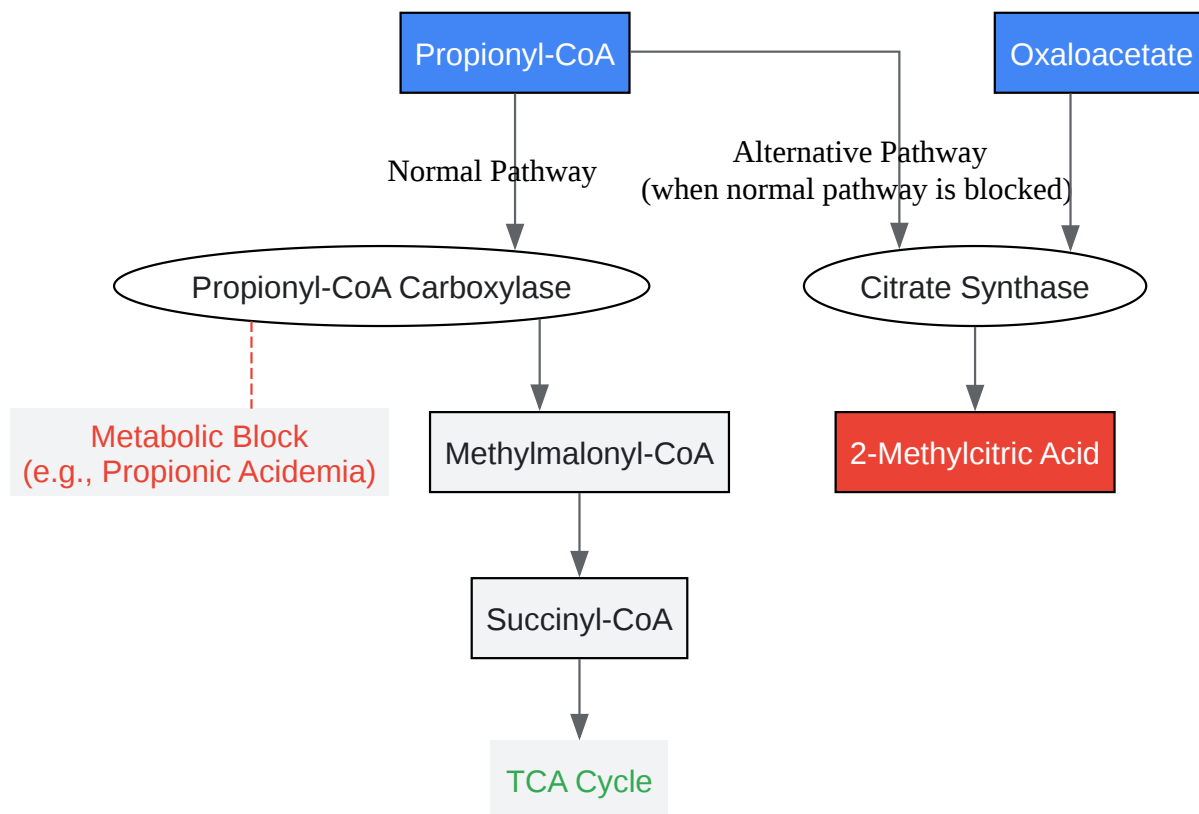 Propionyl-CoA
Oxaloacetate
Normal Pathway
Alternative Pathway
(when normal pathway is blocked)
Propionyl-CoA Carboxylase
Citrate Synthase
Metabolic Block
(e.g., Propionic Acidemia)
Methylmalonyl-CoA
2-Methylcitric Acid
Succinyl-CoA
TCA Cycle